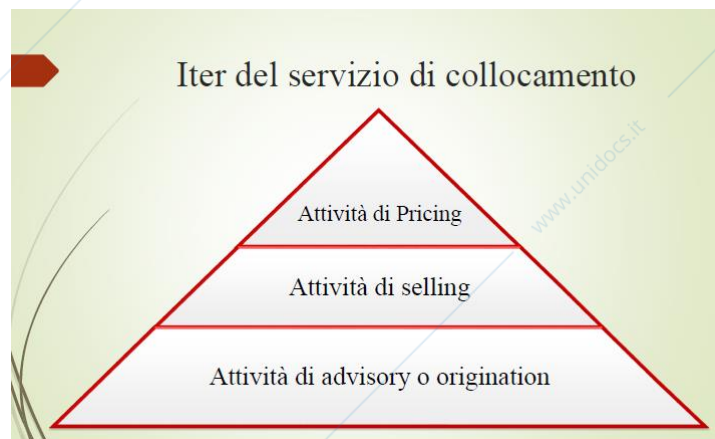 Iter del servizio di collocamento
www.unidocs.it
Attività di Pricing
Attività di selling
Attività di advisory o origination